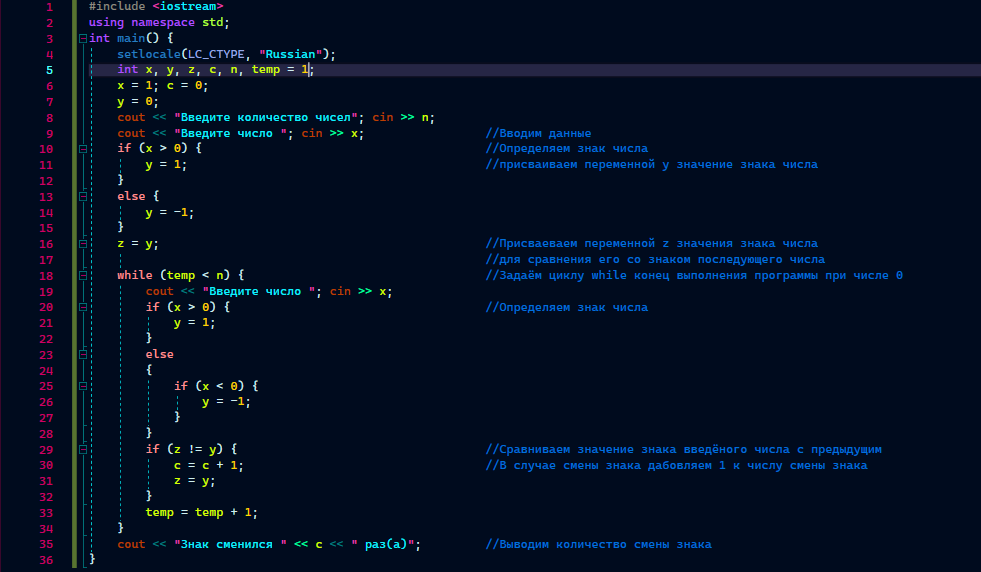 1 #include <iostream>
2 using namespace std;
3 int main() {
4 setlocale(LC_CTYPE, "Russian");
5 int x, y, z, c, n, temp = 1;
6 x = 1; c = 0;
7 y = 0;
8 cout << "Введите количество чисел"; cin >> n;
9 cout << "Введите число "; cin >> x; //Вводим данные
10 if (x > 0) { //Определяем знак числа
11 y = 1; //присваиваем переменной y значение знака числа
12 }
13 else {
14 y = -1;
15 }
16 z = y; //Присваеваем переменной z значения знака числа
17 //для сравнения его со знаком последующего числа
18 while (temp < n) { //Задаём циклу while конец выполнения программы при числе 0
19 cout << "Введите число "; cin >> x;
20 if (x > 0) { //Определяем знак числа
21 y = 1;
22 }
23 else
24 {
25 if (x < 0) {
26 y = -1;
27 }
28 }
29 if (z != y) { //Сравниваем значение знака введёного числа с предыдущим
30 c = c + 1; //В случае смены знака дабовляем 1 к числу смены знака
31 z = y;
32 }
33 temp = temp + 1;
34 }
35 cout << "Знак сменился " << c << " раз(а)"; //Выводим количество смены знака
36 }